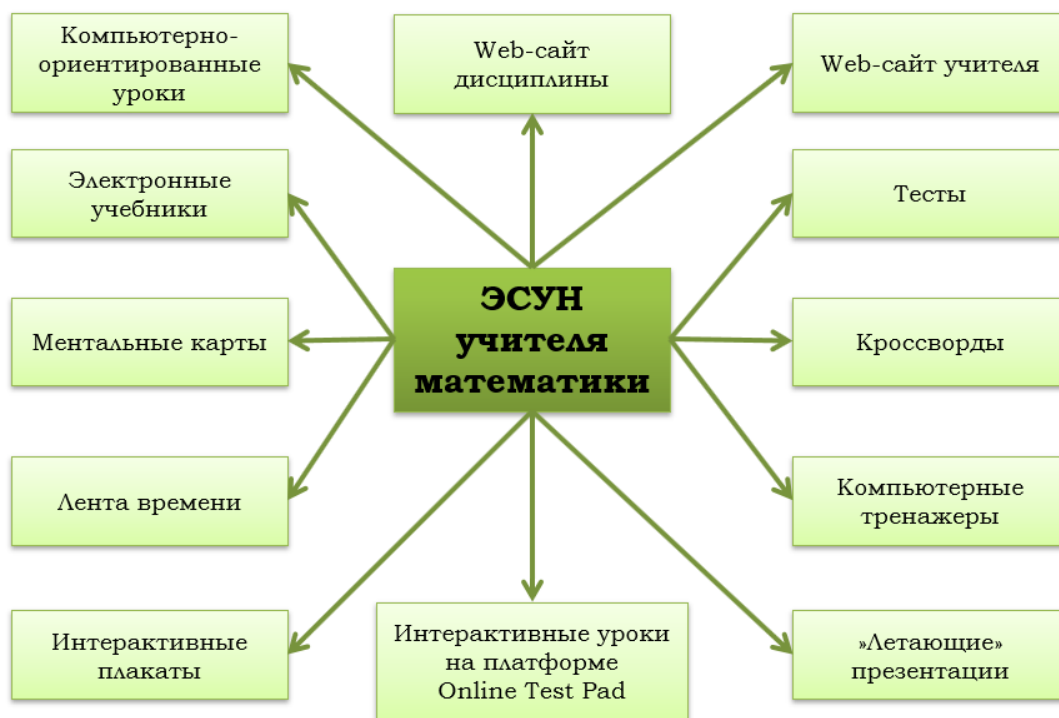 Компьютерно-
ориентированные
уроки
Web-сайт
дисциплины
Web-сайт учителя
Электронные
учебники
Тесты
ЭСУН
учителя
математики
Ментальные карты
Кроссворды
Лента времени
Компьютерные
тренажеры
Интерактивные
плакаты
Интерактивные уроки
на платформе
Online Test Pad
»Летающие»
презентации